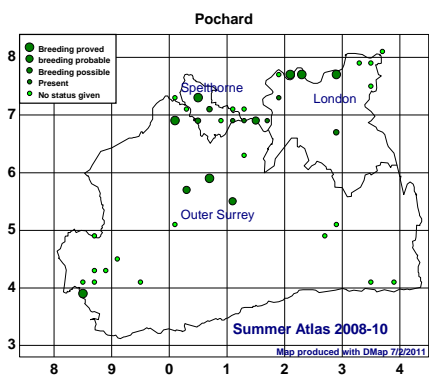 Pochard
Breeding proved
breeding probable
Breeding possible
Present
No status given
Spelthorne
London
Outer Surrey
Summer Atlas 2008-10
Map produced with DMap 7/2/2011
8
7
6
5
4
3
8 9 0 1 2 3 4